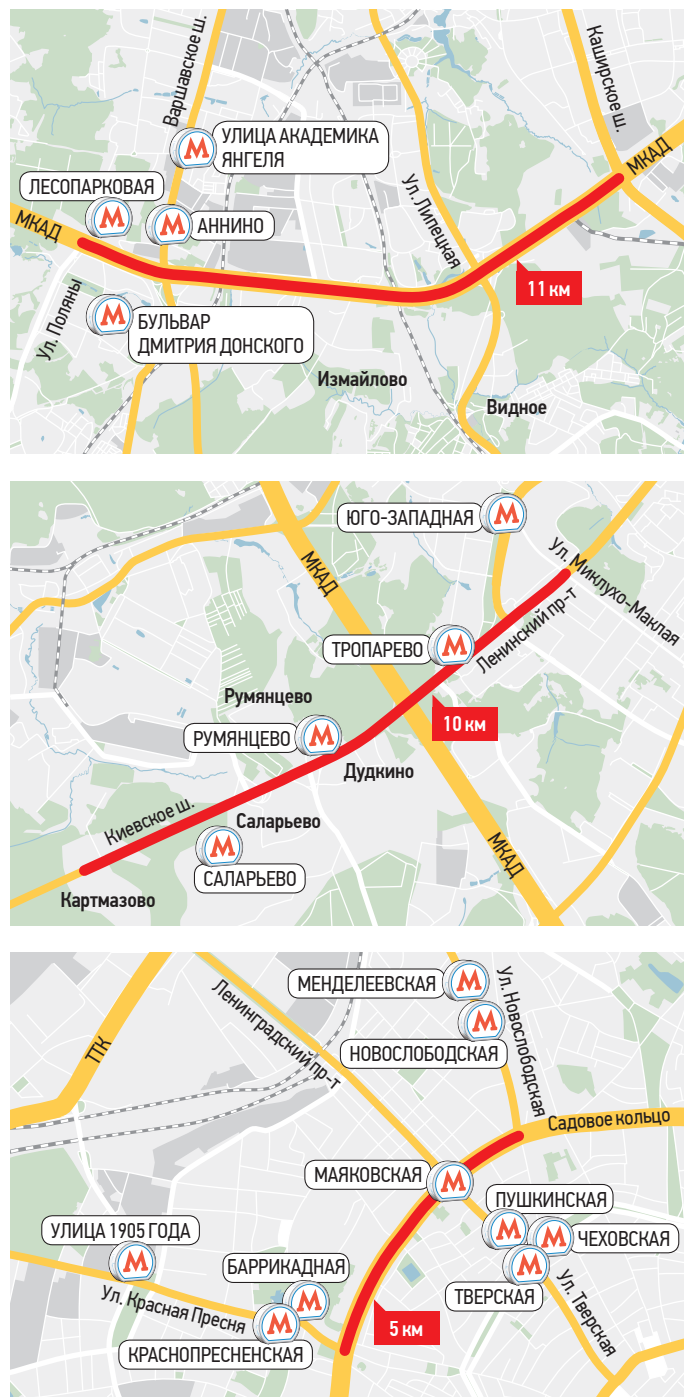 Варшавское ш.
Каширское ш.
УЛИЦА АКАДЕМИКА
ЯНГЕЛЯ
МКАД
ЛЕСОПАРКОВАЯ
Ул. Липецкая
МКАД
АННИНО
11 км
Ул. Поляны
БУЛЬВАР
ДМИТРИЯ ДОНСКОГО
Измайлово
Видное
ЮГО-ЗАПАДНАЯ
МКАД
Ул. Миклухо-Маклая
Ленинский пр-т
ТРОПАРЕВО
Румянцево
10 км
РУМЯНЦЕВО
Дудкино
Киевское ш.
Саларьево
МКАД
САЛАРЬЕВО
Картмазово
МЕНДЕЛЕЕВСКАЯ
Ул. Новослободская
Ленинградский пр-т
ТТК
НОВОСЛОБОДСКАЯ
Садовое кольцо
МАЯКОВСКАЯ
ПУШКИНСКАЯ
УЛИЦА 1905 ГОДА
ЧЕХОВСКАЯ
БАРРИКАДНАЯ
Ул. Красная Пресня
ТВЕРСКАЯ
Ул. Тверская
5 км
КРАСНОПРЕСНЕНСКАЯ